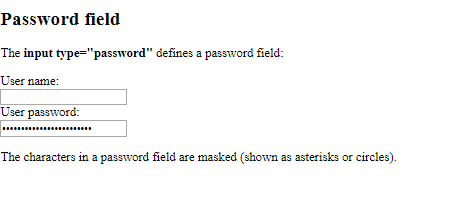 Password field
The input type="password" defines a password field:
User name:
User password:
••••••••••••••••••••••••
The characters in a password field are masked (shown as asterisks or circles).